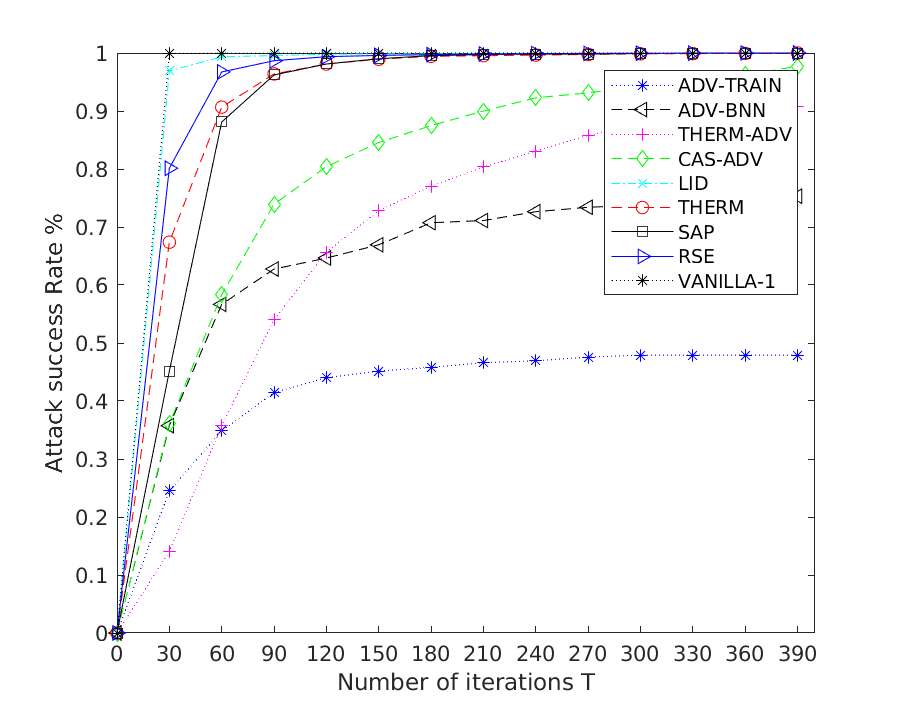 1
0.9
0.8
0.7
0.6
0.5
0.4
0.3
0.2
0.1
0
Attack success Rate %
ADV-TRAIN
ADV-BNN
THERM-ADV
CAS-ADV
LID
THERM
SAP
RSE
VANILLA-1
0 30 60 90 120 150 180 210 240 270 300 330 360 390
Number of iterations T